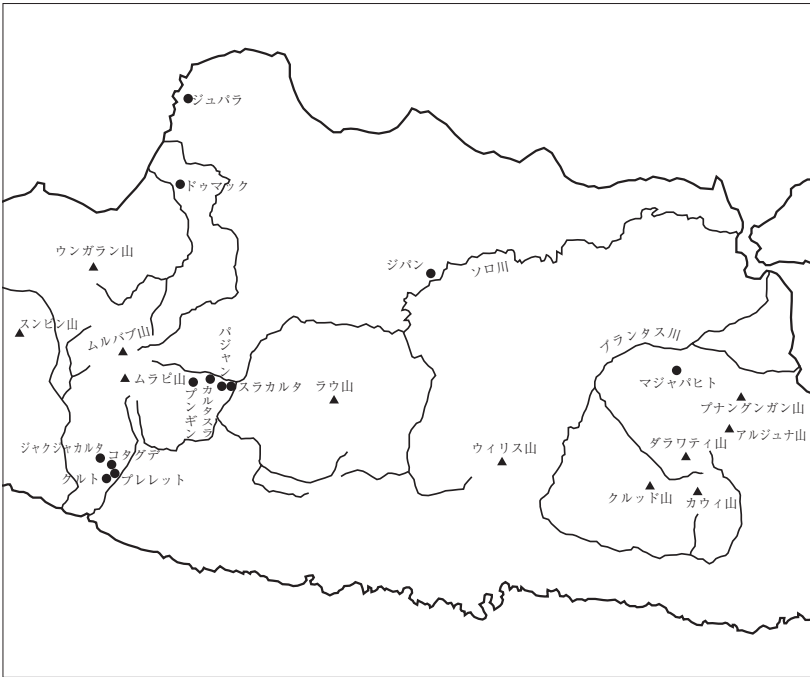 ジュパラ
ドゥマック
ウンガラン山
ジパン
ソロ川
スンビン山
ムルバブ山
パジャン
ブランタス川
ムラピ山
プンギン
カルタスラ
スラカルタ
ラウ山
マジャパヒト
プナングンガン山
アルジュナ山
ダラワティ山
ジャクジャカルタ
コタグデ
ウィリス山
クルト
プレレット
クルッド山
カウィ山